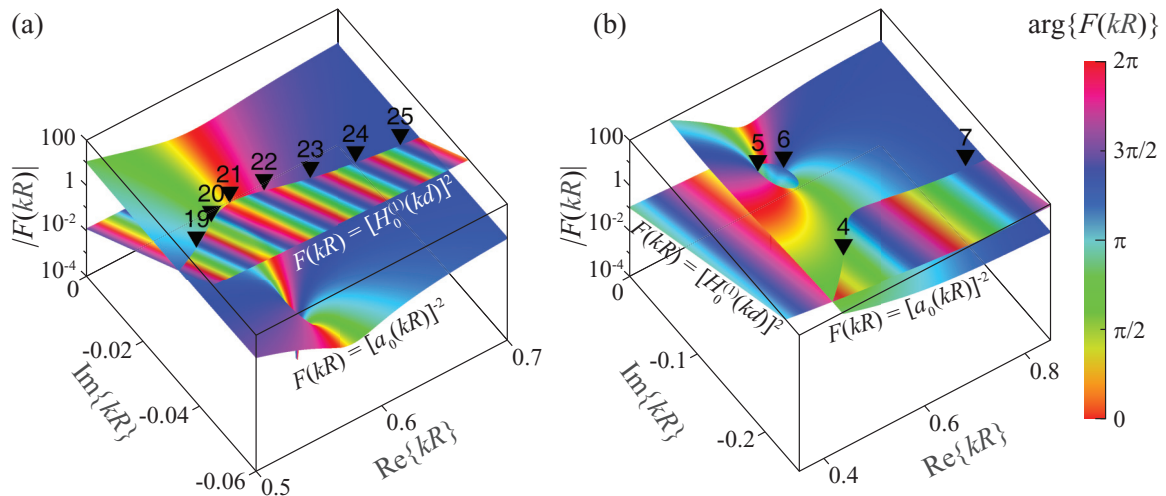 (a)
|F(kR)|
100
1
10-2
10-4
0
-0.02
-0.04
-0.06
Im{kR}
0.5
0.6
0.7
Re{kR}
19
20
21
22
23
24
25
F(kR) = [H0(1)(kd)]2
F(kR) = [a0(kR)]-2
(b)
|F(kR)|
100
1
10-2
10-4
0
-0.1
-0.2
Im{kR}
0.4
0.6
0.8
Re{kR}
5
6
7
4
F(kR) = [H0(1)(kd)]2
F(kR) = [a0(kR)]-2
arg{F(kR)}
2π
3π/2
π
π/2
0